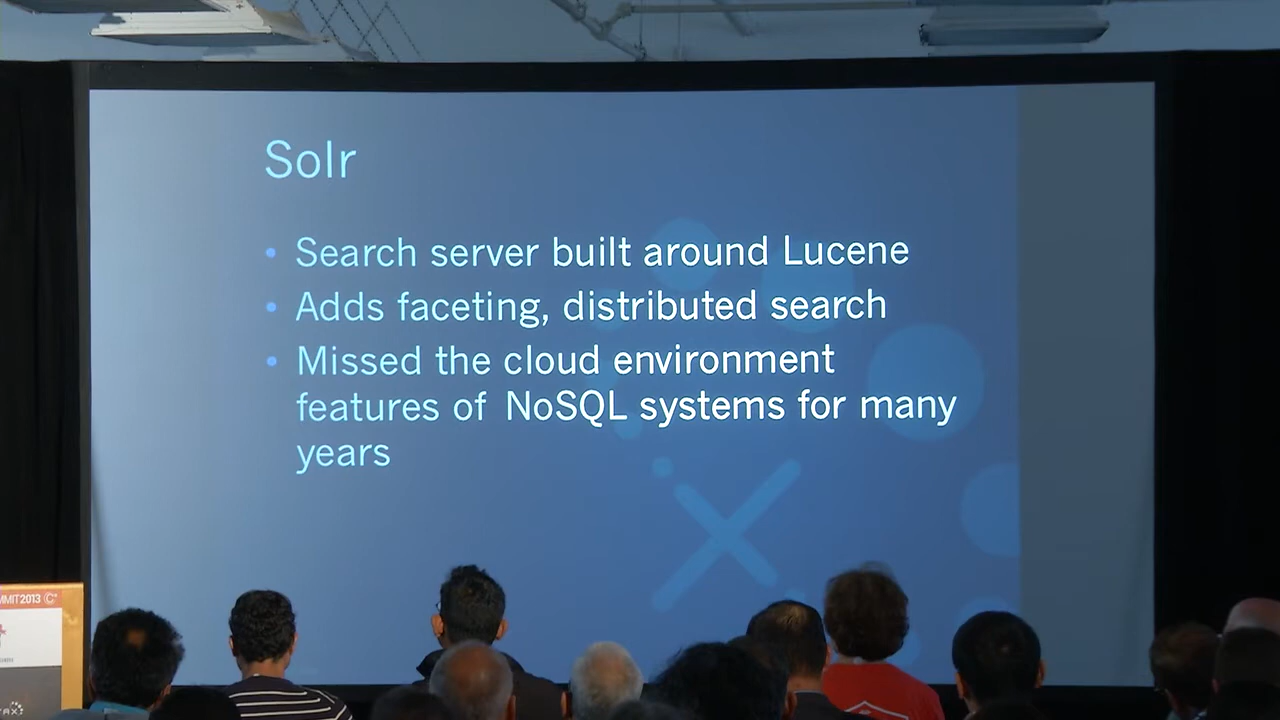 Solr
• Search server built around Lucene
• Adds faceting, distributed search
• Missed the cloud environment
features of NoSQL systems for many
years
MMIT2013 C*